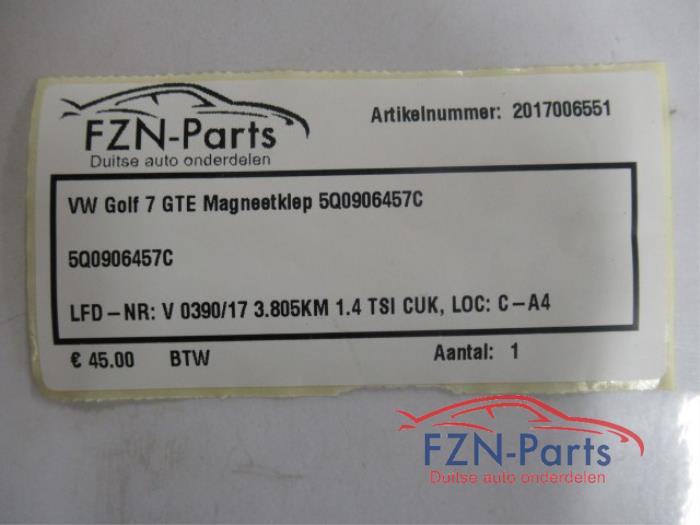 FZN-Parts
Duitse auto onderdelen
Artikelnummer: 2017006551
VW Golf 7 GTE Magneetklep 5Q0906457C
5Q0906457C
LFD-NR: V 0390/17 3.805KM 1.4 TSI CUK, LOC: C-A4
€ 45.00 BTW Aantal: 1
FZN-Parts
Duitse auto onderdelen